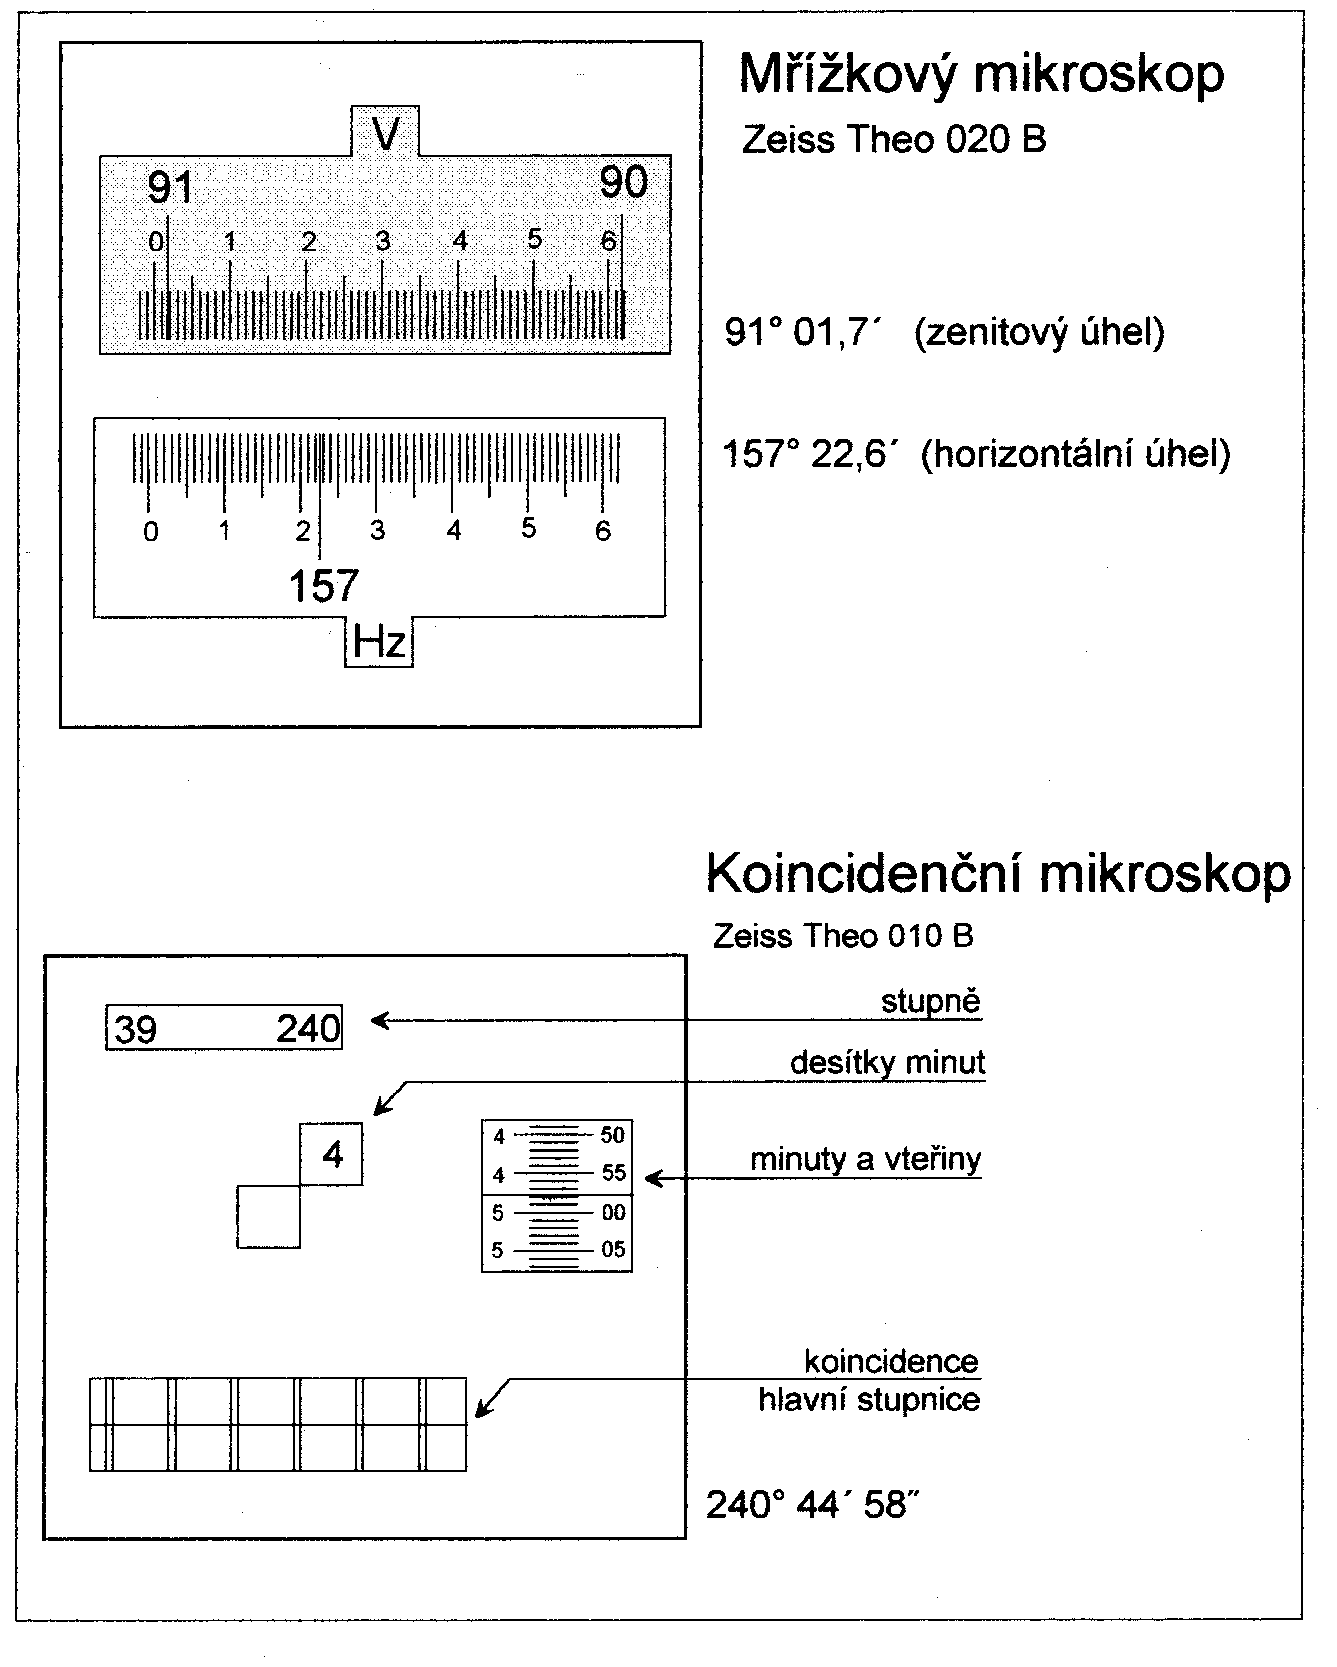 Mřížkový mikroskop
Zeiss Theo 020 B
V
91 90
0 1 2 3 4 5 6
91° 01,7´ (zenitový úhel)
157° 22,6´ (horizontální úhel)
0 1 2 3 4 5 6
157
Hz
Koincidenční mikroskop
Zeiss Theo 010 B
stupně
39 240
desítky minut
4
4 50
4 55
minuty a vteřiny
5 00
5 05
koincidence
hlavní stupnice
240° 44´ 58˝